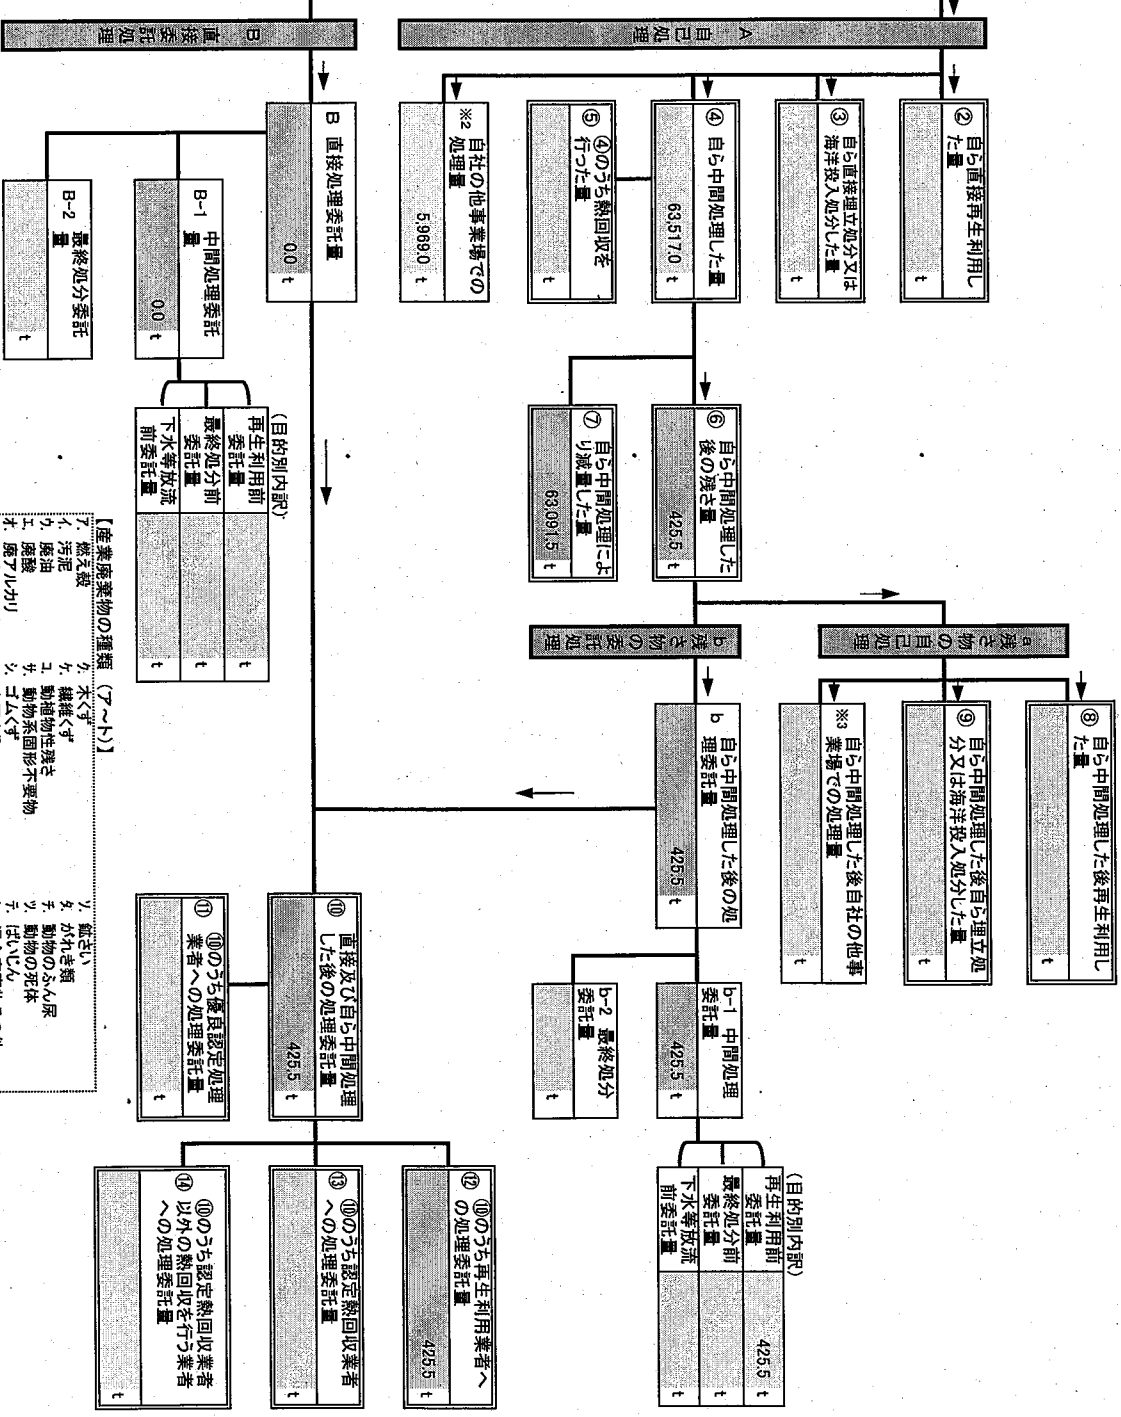 A 自己処理
② 自ら直接再生利用し
た量
t
③ 自ら直接埋立処分又は
海洋投入処分した量
t
④ 自ら中間処理した量
63,517.0 t
⑤ ④のうち熱回収を
行った量
t
※2 自社の他事業場での
処理量
5,969.0 t
⑥ 自ら中間処理した
後の残さ量
425.5 t
⑦ 自ら中間処理によ
り減量した量
63,091.5 t
a 残さ物の自己処理
⑧ 自ら中間処理した後再生利用し
た量
t
⑨ 自ら中間処理した後自ら埋立処
分又は海洋投入処分した量
t
※3 自ら中間処理した後自社の他事
業場での処理量
t
b 残さ物の委託処理
b 自ら中間処理した後の処
理委託量
425.5 t
b-1 中間処理
委託量
425.5 t
b-2 最終処分
委託量
t
(目的別内訳)
再生利用前
委託量
425.5 t
最終処分前
委託量
t
下水等放流
前委託量
t
B 直接委託処理
B 直接処理委託量
0.0 t
B-1 中間処理委託
量
0.0 t
B-2 最終処分委託
量
t
(目的別内訳)
再生利用前
委託量
t
最終処分前
委託量
t
下水等放流
前委託量
t
⑩ 直接及び自ら中間処理
した後の処理委託量
425.5 t
⑪ ⑩のうち優良認定処理
業者への処理委託量
t
⑫ ⑩のうち再生利用業者へ
の処理委託量
425.5 t
⑬ ⑩のうち認定熱回収業者
への処理委託量
t
⑭ ⑩のうち認定熱回収業者
以外の熱回収を行う業者
への処理委託量
t
【産業廃棄物の種類 (ア～ト)】
ア. 燃え殻
イ. 汚泥
ウ. 廃油
エ. 廃酸
オ. 廃アルカリ
ク. 木くず
ケ. 繊維くず
コ. 動植物性残さ
サ. 動物系固形不要物
シ. ゴムくず
ソ. 鉱さい
タ. がれき類
チ. 動物のふん尿
ツ. 動物の死体
テ. ばいじん